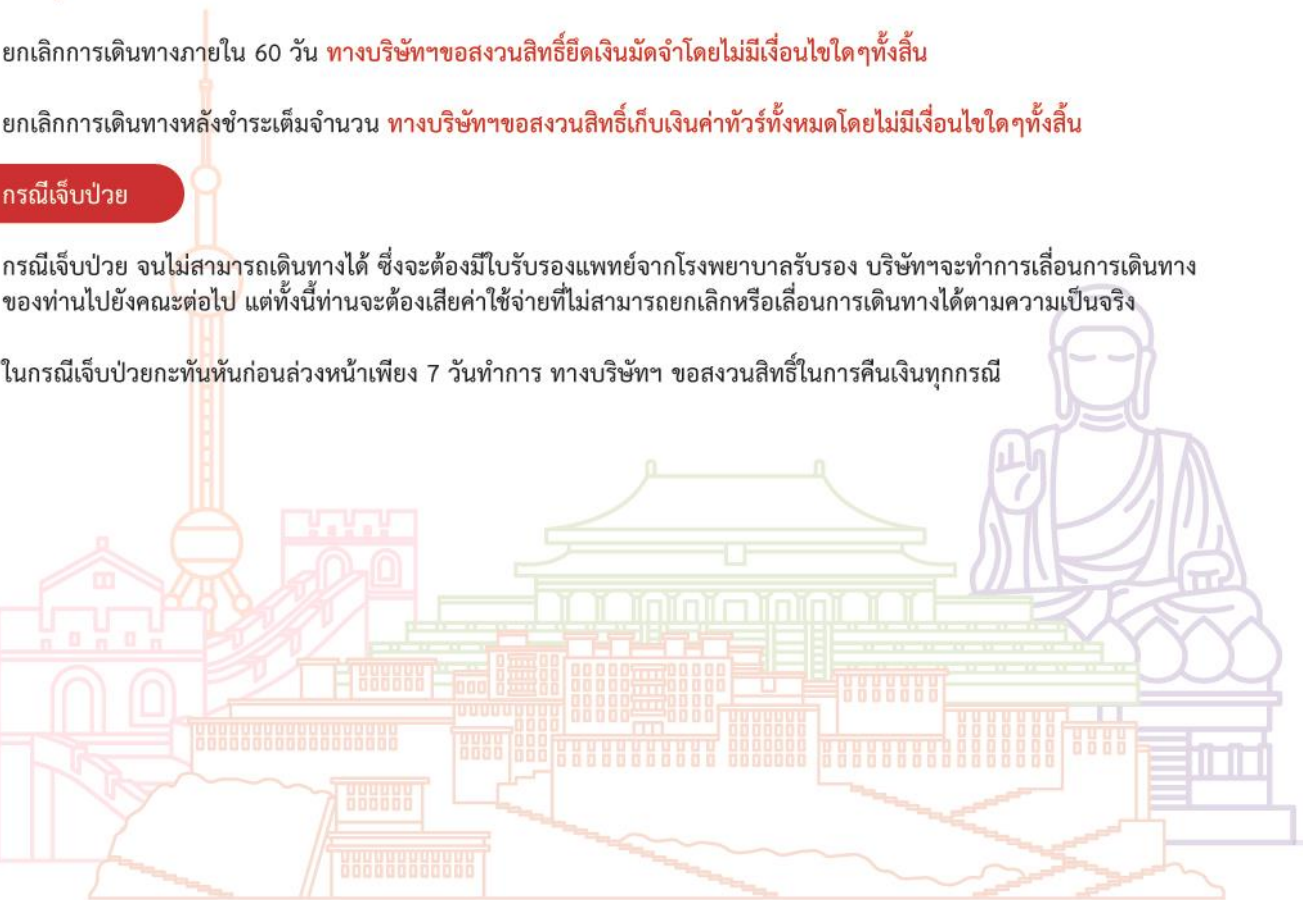 ยกเลิกการเดินทางภายใน 60 วัน ทางบริษัทฯขอสงวนสิทธิ์ยึดเงินมัดจำโดยไม่มีเงื่อนไขใดๆทั้งสิ้น
ยกเลิกการเดินทางหลังชำระเต็มจำนวน ทางบริษัทฯขอสงวนสิทธิ์เก็บเงินค่าทัวร์ทั้งหมดโดยไม่มีเงื่อนไขใดๆทั้งสิ้น
กรณีเจ็บป่วย
กรณีเจ็บป่วย จนไม่สามารถเดินทางได้ ซึ่งจะต้องมีใบรับรองแพทย์จากโรงพยาบาลรับรอง บริษัทฯจะทำการเลื่อนการเดินทาง
ของท่านไปยังคณะต่อไป แต่ทั้งนี้ท่านจะต้องเสียค่าใช้จ่ายที่ไม่สามารถยกเลิกหรือเลื่อนการเดินทางได้ตามความเป็นจริง
ในกรณีเจ็บป่วยกะทันหันก่อนล่วงหน้าเพียง 7 วันทำการ ทางบริษัทฯ ขอสงวนสิทธิ์ในการคืนเงินทุกกรณี